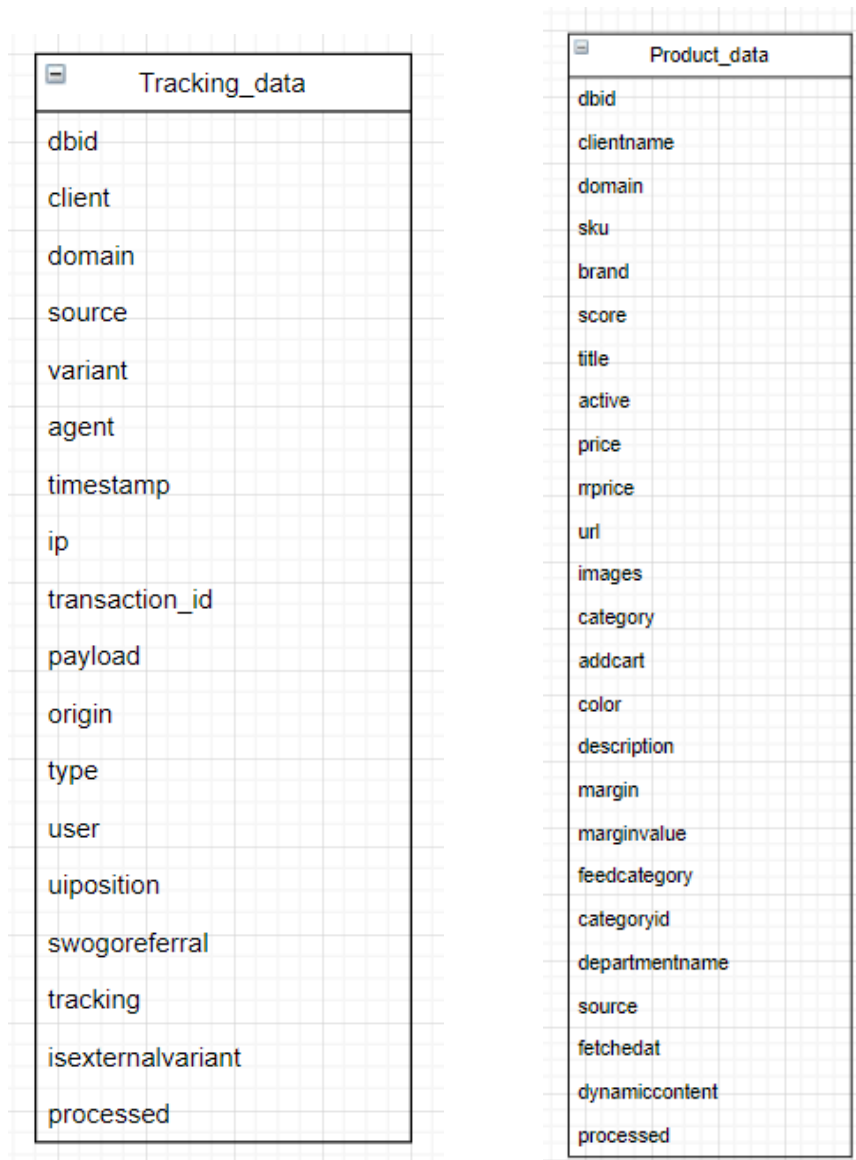 Tracking_data
dbid
client
domain
source
variant
agent
timestamp
ip
transaction_id
payload
origin
type
user
uiposition
swogoreferral
tracking
isexternalvariant
processed
Product_data
dbid
clientname
domain
sku
brand
score
title
active
price
rrprice
url
images
category
addcart
color
description
margin
marginvalue
feedcategory
categoryid
departmentname
source
fetchedat
dynamiccontent
processed